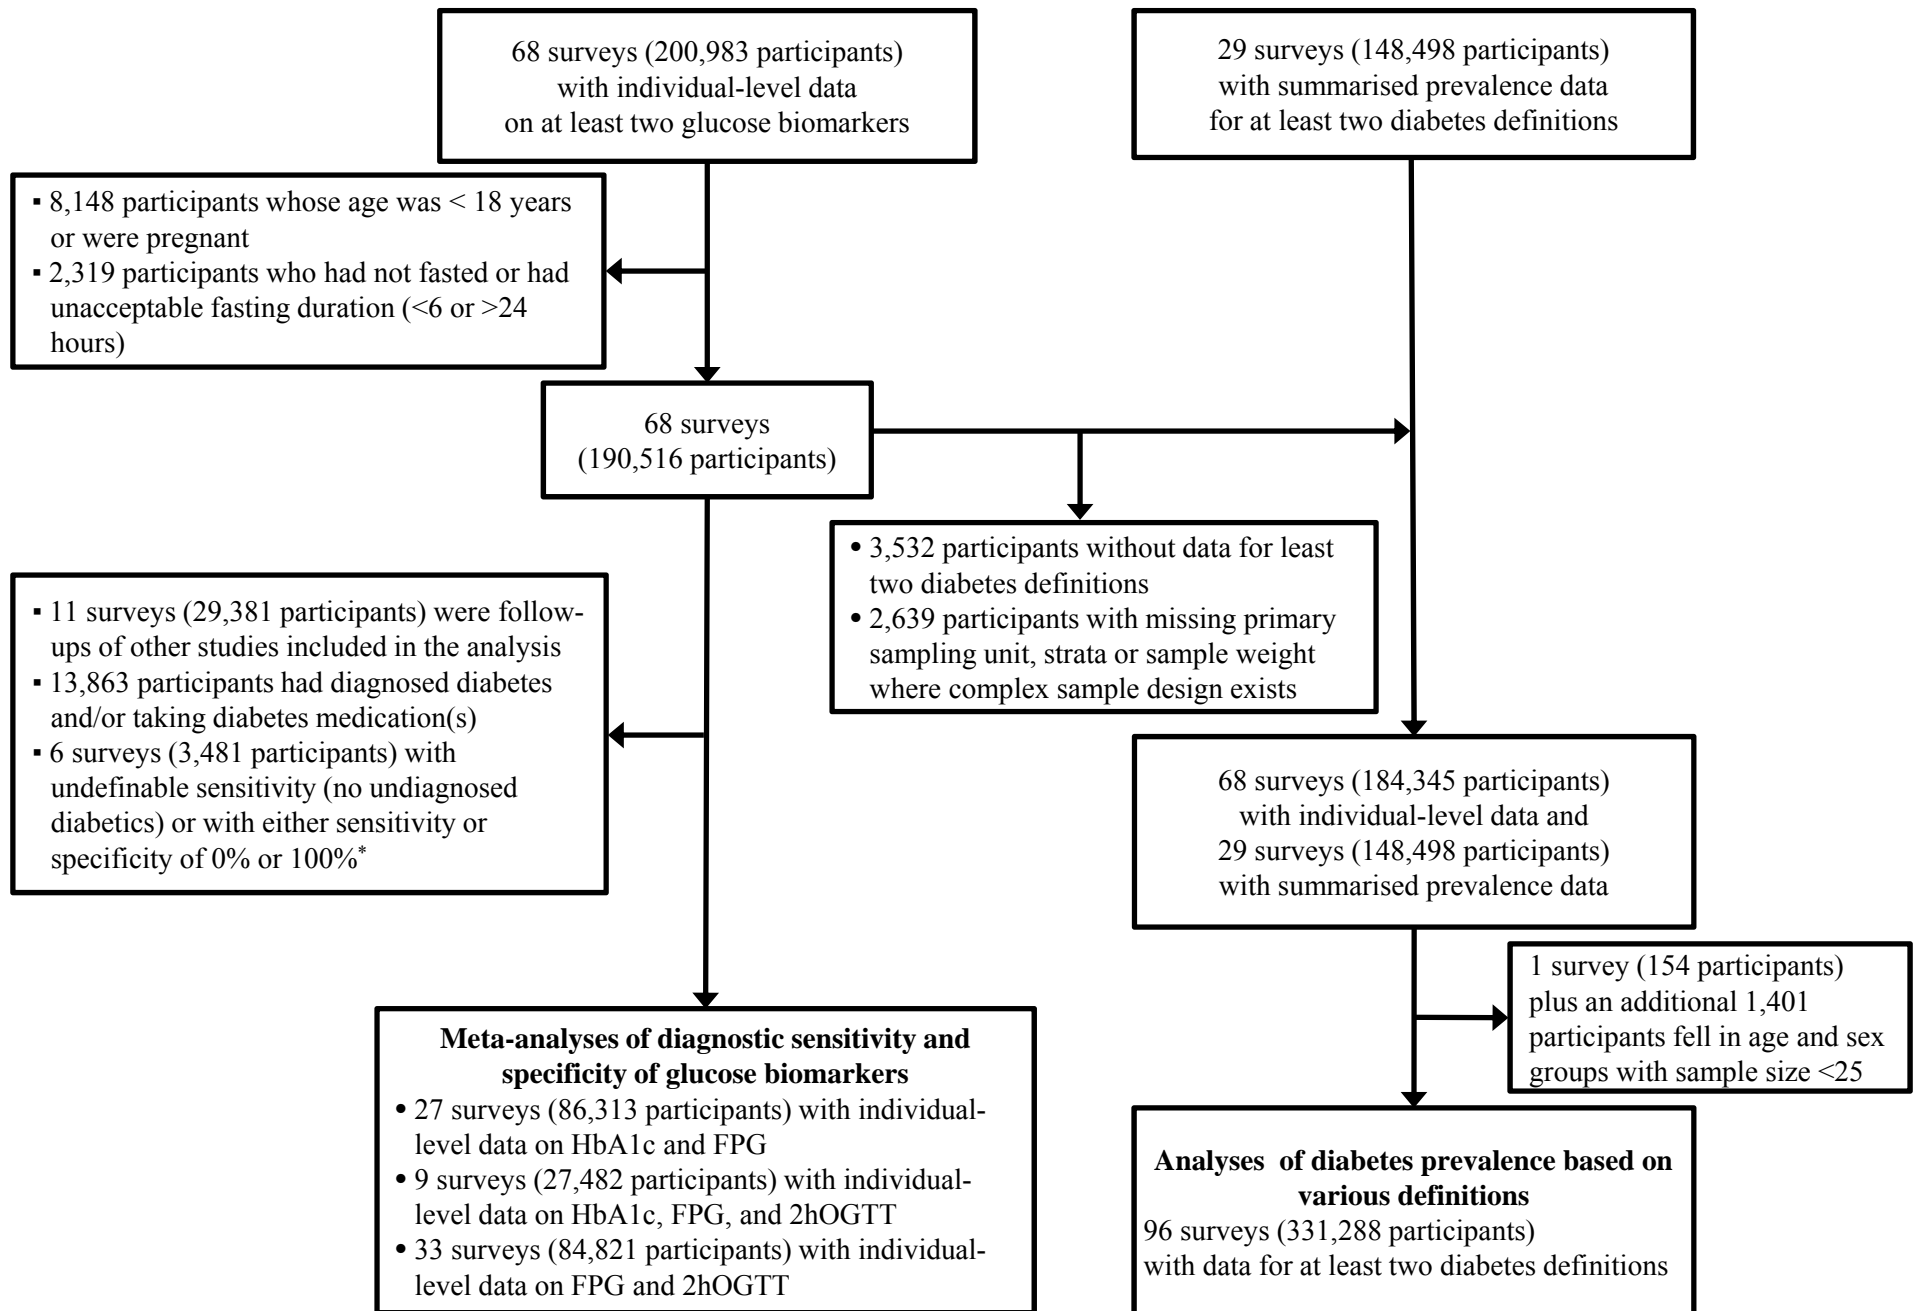 68 surveys (200,983 participants)
with individual-level data
on at least two glucose biomarkers
29 surveys (148,498 participants)
with summarised prevalence data
for at least two diabetes definitions
▪ 8,148 participants whose age was < 18 years
or were pregnant
▪ 2,319 participants who had not fasted or had
unacceptable fasting duration (<6 or >24
hours)
68 surveys
(190,516 participants)
• 3,532 participants without data for least
two diabetes definitions
• 2,639 participants with missing primary
sampling unit, strata or sample weight
where complex sample design exists
▪ 11 surveys (29,381 participants) were follow-
ups of other studies included in the analysis
▪ 13,863 participants had diagnosed diabetes
and/or taking diabetes medication(s)
▪ 6 surveys (3,481 participants) with
undefinable sensitivity (no undiagnosed
diabetics) or with either sensitivity or
specificity of 0% or 100%*
68 surveys (184,345 participants)
with individual-level data and
29 surveys (148,498 participants)
with summarised prevalence data
1 survey (154 participants)
plus an additional 1,401
participants fell in age and sex
groups with sample size <25
Meta-analyses of diagnostic sensitivity and
specificity of glucose biomarkers
• 27 surveys (86,313 participants) with individual-
level data on HbA1c and FPG
• 9 surveys (27,482 participants) with individual-
level data on HbA1c, FPG, and 2hOGTT
• 33 surveys (84,821 participants) with individual-
level data on FPG and 2hOGTT
Analyses of diabetes prevalence based on
various definitions
96 surveys (331,288 participants)
with data for at least two diabetes definitions